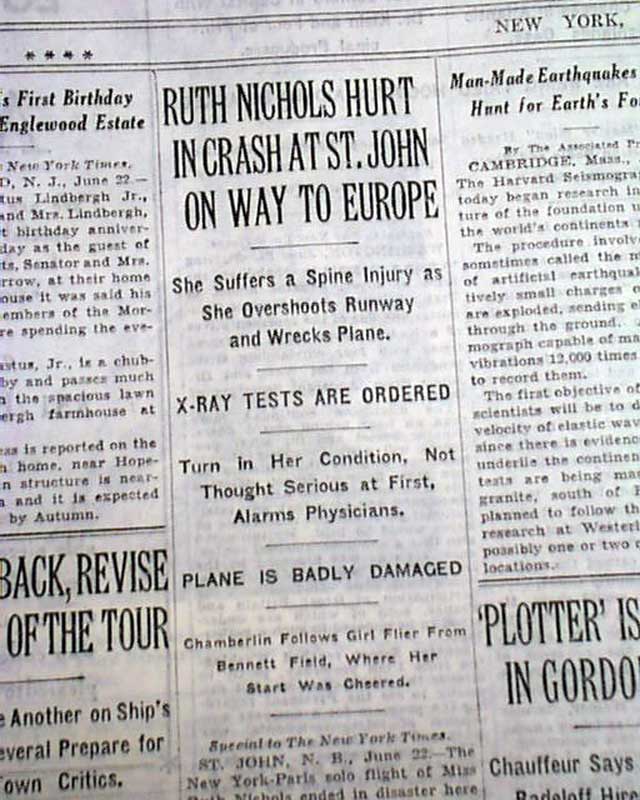 NEW YORK,
* * * *
's First Birthday
Englewood Estate
New York Times.
D, N. J., June 22.—
tus Lindbergh Jr.,
and Mrs. Lindbergh,
t birthday anniver-
day as the guest of
ts, Senator and Mrs.
rrow, at their home
ouse it was said his
embers of the Mor-
re spending the eve-
astus, Jr., is a chub-
by and passes much
n the spacious lawn
ergh farmhouse at
ess is reported on the
h home, near Hope-
n structure is near-
a and it is expected
by Autumn.
BACK, REVISE
OF THE TOUR
e Another on Ship's
everal Prepare for
own Critics.
RUTH NICHOLS HURT
IN CRASH AT ST. JOHN
ON WAY TO EUROPE
She Suffers a Spine Injury as
She Overshoots Runway
and Wrecks Plane.
X-RAY TESTS ARE ORDERED
Turn in Her Condition, Not
Thought Serious at First,
Alarms Physicians.
PLANE IS BADLY DAMAGED
Chamberlin Follows Girl Flier From
Bennett Field, Where Her
Start Was Cheered.
Special to The New York Times.
ST. JOHN, N. B., June 22.—The
New York-Paris solo flight of Miss
Ruth Nichols ended in disaster here
Man-Made Earthquakes
Hunt for Earth's Fo
By The Associated Pr
CAMBRIDGE, Mass.,
The Harvard Seismogra
today began research in
ture of the foundation u
the world's continents
The procedure involv
sometimes called the m
of artificial earthqua
tively small charges o
are exploded, sending
through the ground.
mograph capable of ma
vibrations 12,000 times
to record them.
The first objective of
scientists will be to d
velocity of elastic wav
since there is evidenc
underlie the continen
tests are being mad
granite, south of
planned to follow th
research at Wester
possibly one or two
locations.
'PLOTTER' IS
IN GORDO
Chauffeur Says
Radeloff Hire